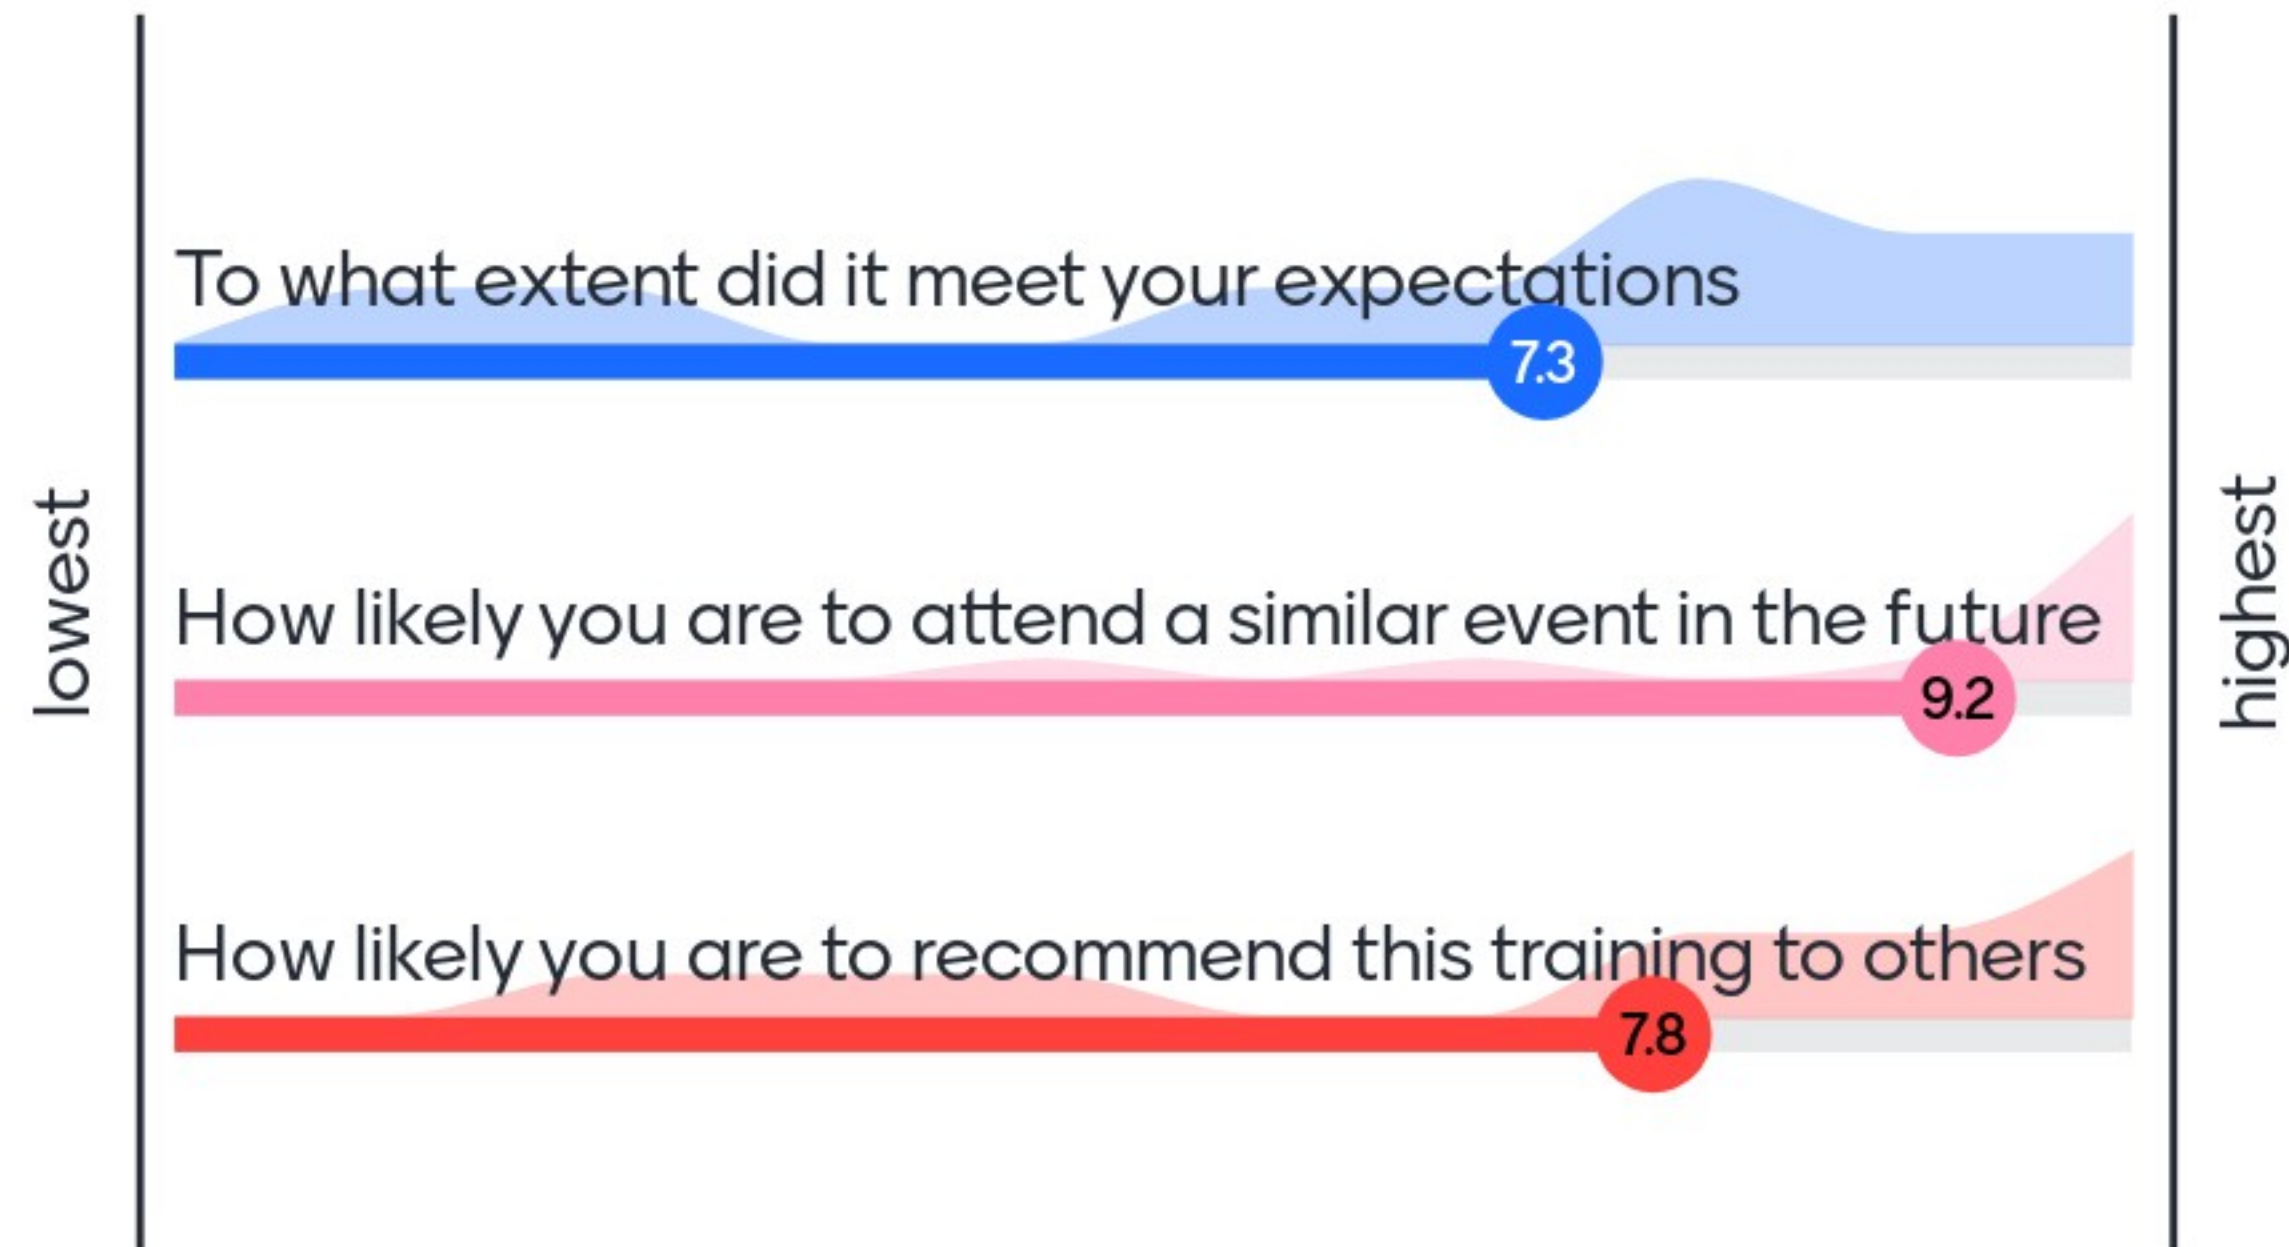 To what extent did it meet your expectations
7.3
lowest
How likely you are to attend a similar event in the future
9.2
highest
How likely you are to recommend this training to others
7.8